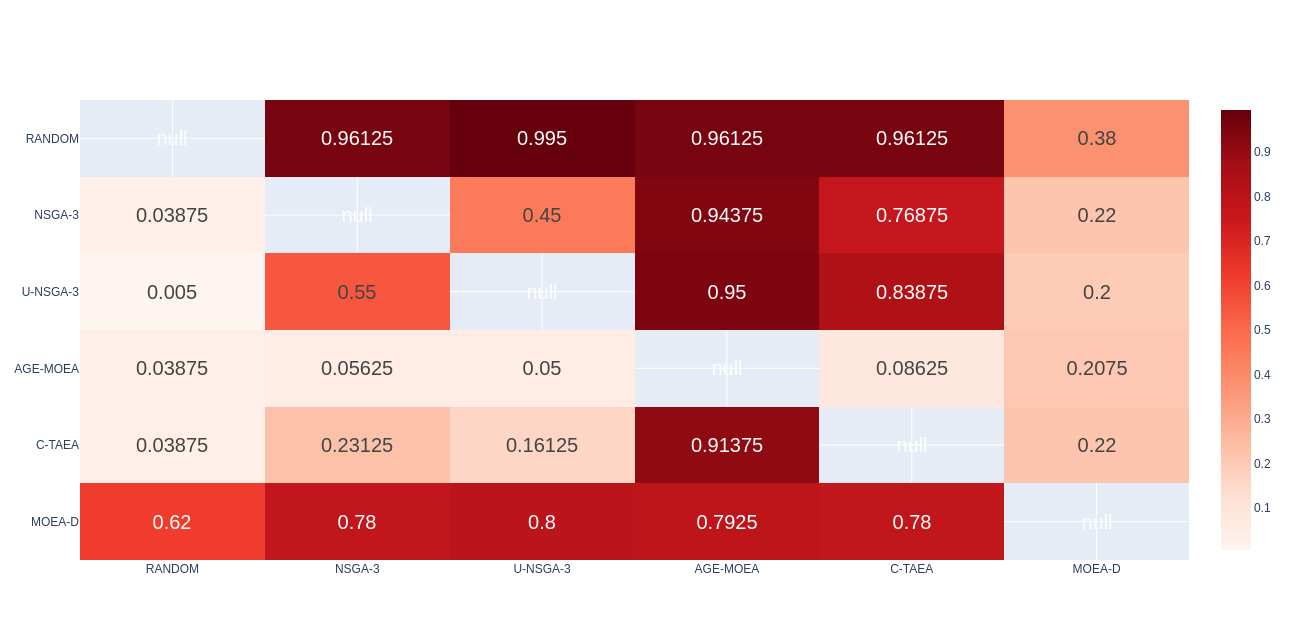 RANDOM null 0.96125 0.995 0.96125 0.96125 0.38
NSGA-3 0.03875 null 0.45 0.94375 0.76875 0.22
U-NSGA-3 0.005 0.55 null 0.95 0.83875 0.2
AGE-MOEA 0.03875 0.05625 0.05 null 0.08625 0.2075
C-TAEA 0.03875 0.23125 0.16125 0.91375 null 0.22
MOEA-D 0.62 0.78 0.8 0.7925 0.78 null
RANDOM NSGA-3 U-NSGA-3 AGE-MOEA C-TAEA MOEA-D
0.9
0.8
0.7
0.6
0.5
0.4
0.3
0.2
0.1